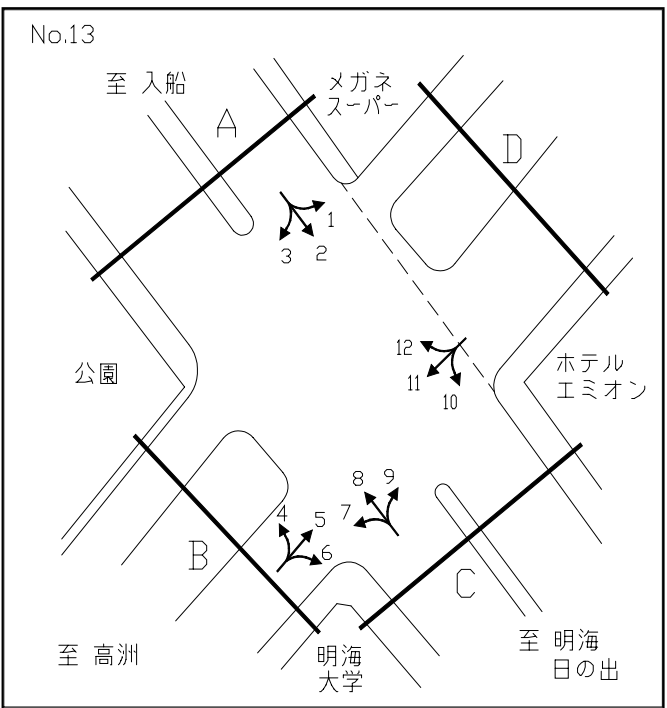 No.13
至 入船
メガネ
スーパー
A
D
1
2
3
公園
12
11
10
ホテル
エミオン
8
9
7
4
5
6
B
C
至 高洲
明海
大学
至 明海
日の出